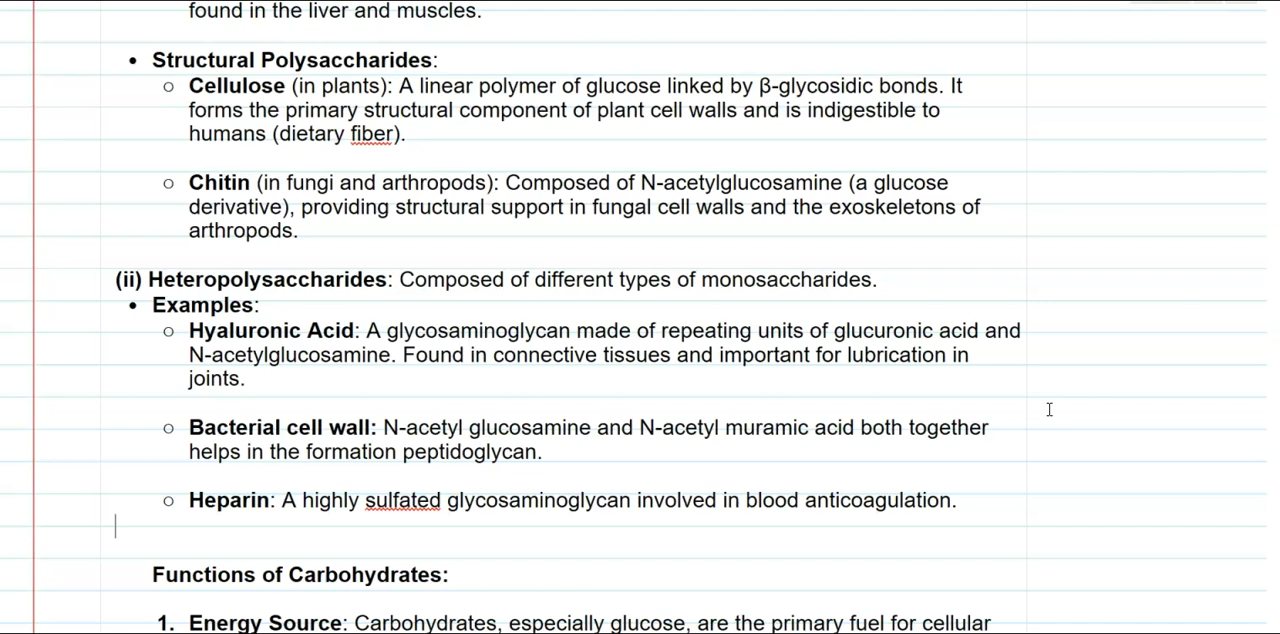 found in the liver and muscles.
• Structural Polysaccharides:
○ Cellulose (in plants): A linear polymer of glucose linked by β-glycosidic bonds. It
forms the primary structural component of plant cell walls and is indigestible to
humans (dietary fiber).
○ Chitin (in fungi and arthropods): Composed of N-acetylglucosamine (a glucose
derivative), providing structural support in fungal cell walls and the exoskeletons of
arthropods.
(ii) Heteropolysaccharides: Composed of different types of monosaccharides.
• Examples:
○ Hyaluronic Acid: A glycosaminoglycan made of repeating units of glucuronic acid and
N-acetylglucosamine. Found in connective tissues and important for lubrication in
joints.
○ Bacterial cell wall: N-acetyl glucosamine and N-acetyl muramic acid both together
helps in the formation peptidoglycan.
○ Heparin: A highly sulfated glycosaminoglycan involved in blood anticoagulation.
Functions of Carbohydrates:
1. Energy Source: Carbohydrates, especially glucose, are the primary fuel for cellular